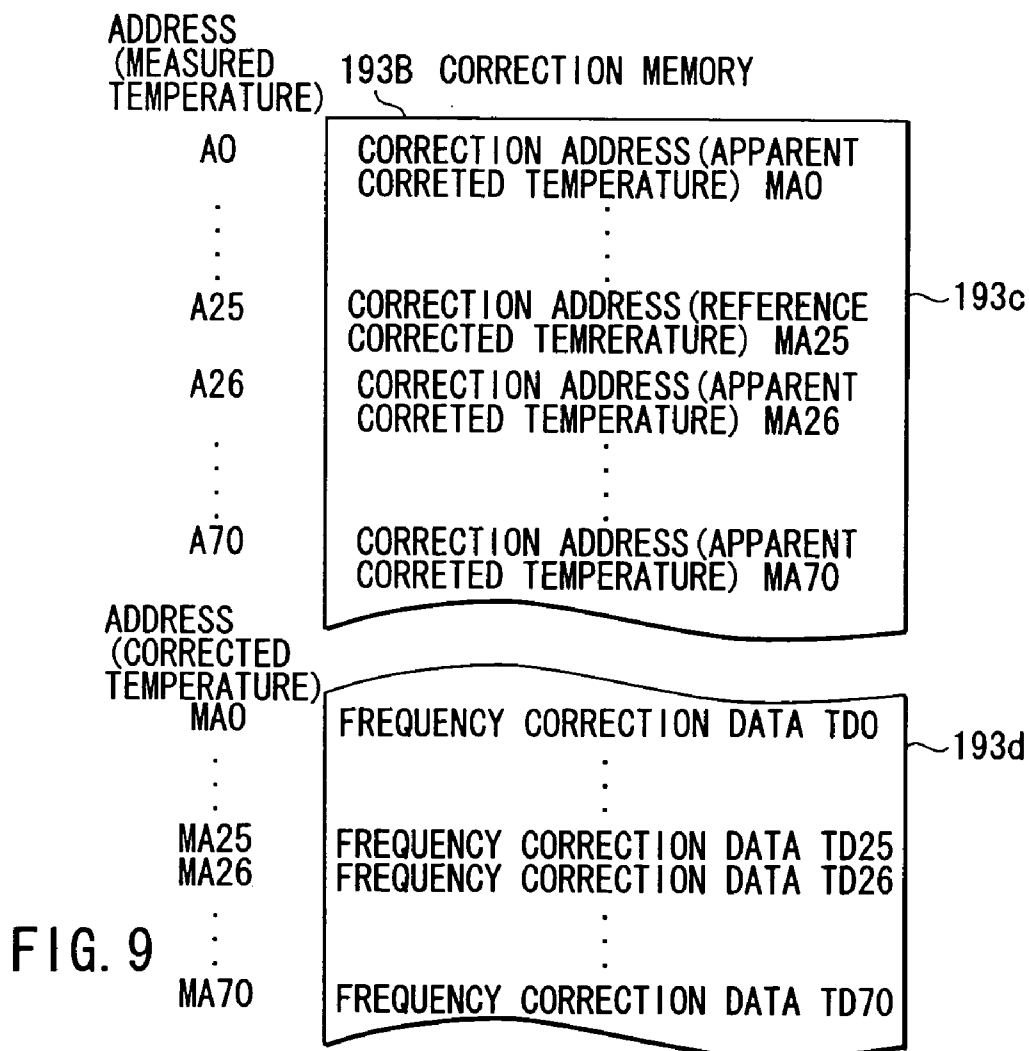 ADDRESS
(MEASURED
TEMPERATURE)
193B CORRECTION MEMORY
A0 CORRECTION ADDRESS(APPARENT
CORRETED TEMPERATURE) MA0
A25 CORRECTION ADDRESS(REFERENCE
CORRECTED TEMRERATURE) MA25
193c
A26 CORRECTION ADDRESS(APPARENT
CORRETED TEMPERATURE) MA26
A70 CORRECTION ADDRESS(APPARENT
CORRETED TEMPERATURE) MA70
ADDRESS
(CORRECTED
TEMPERATURE)
MA0 FREQUENCY CORRECTION DATA TD0
193d
MA25 FREQUENCY CORRECTION DATA TD25
MA26 FREQUENCY CORRECTION DATA TD26
FIG. 9
MA70 FREQUENCY CORRECTION DATA TD70